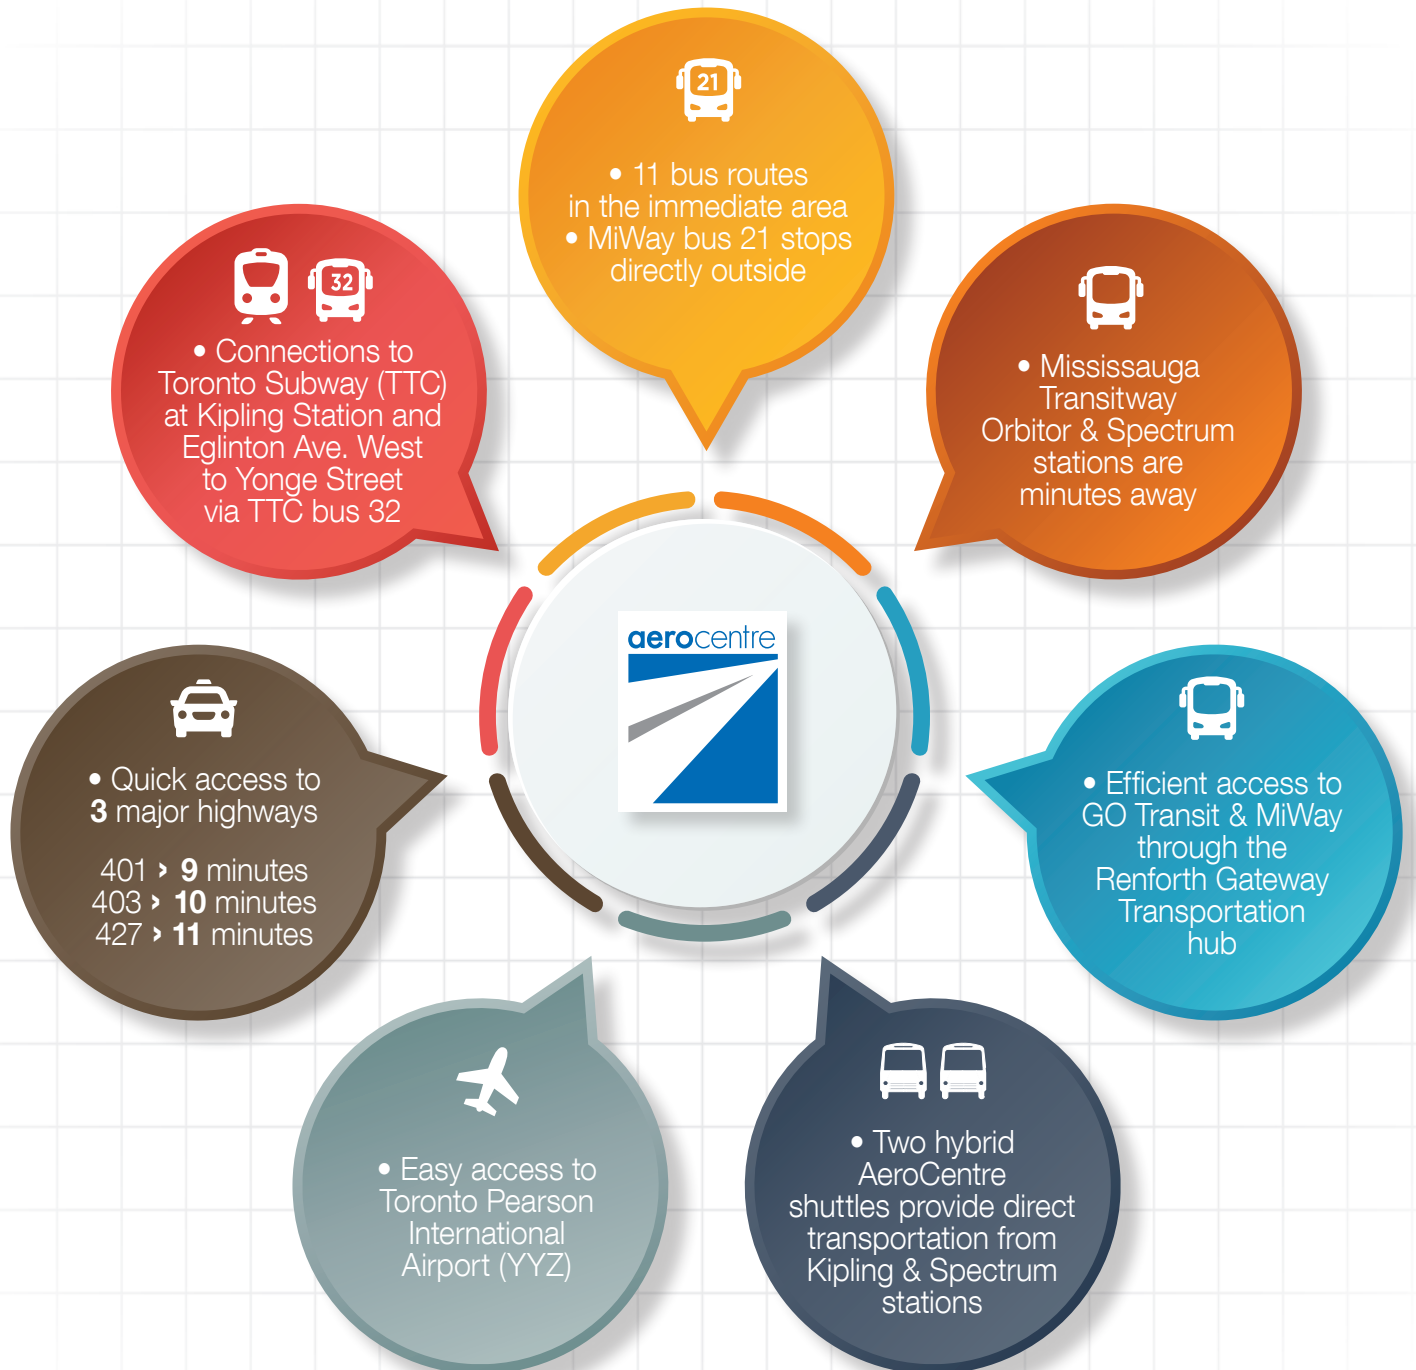 21
• 11 bus routes
in the immediate area
• MiWay bus 21 stops
directly outside
32
• Connections to
Toronto Subway (TTC)
at Kipling Station and
Eglinton Ave. West
to Yonge Street
via TTC bus 32
• Mississauga
Transitway
Orbitor & Spectrum
stations are
minutes away
aerocentre
• Quick access to
3 major highways
401 › 9 minutes
403 › 10 minutes
427 › 11 minutes
• Efficient access to
GO Transit & MiWay
through the
Renforth Gateway
Transportation
hub
• Easy access to
Toronto Pearson
International
Airport (YYZ)
• Two hybrid
AeroCentre
shuttles provide direct
transportation from
Kipling & Spectrum
stations